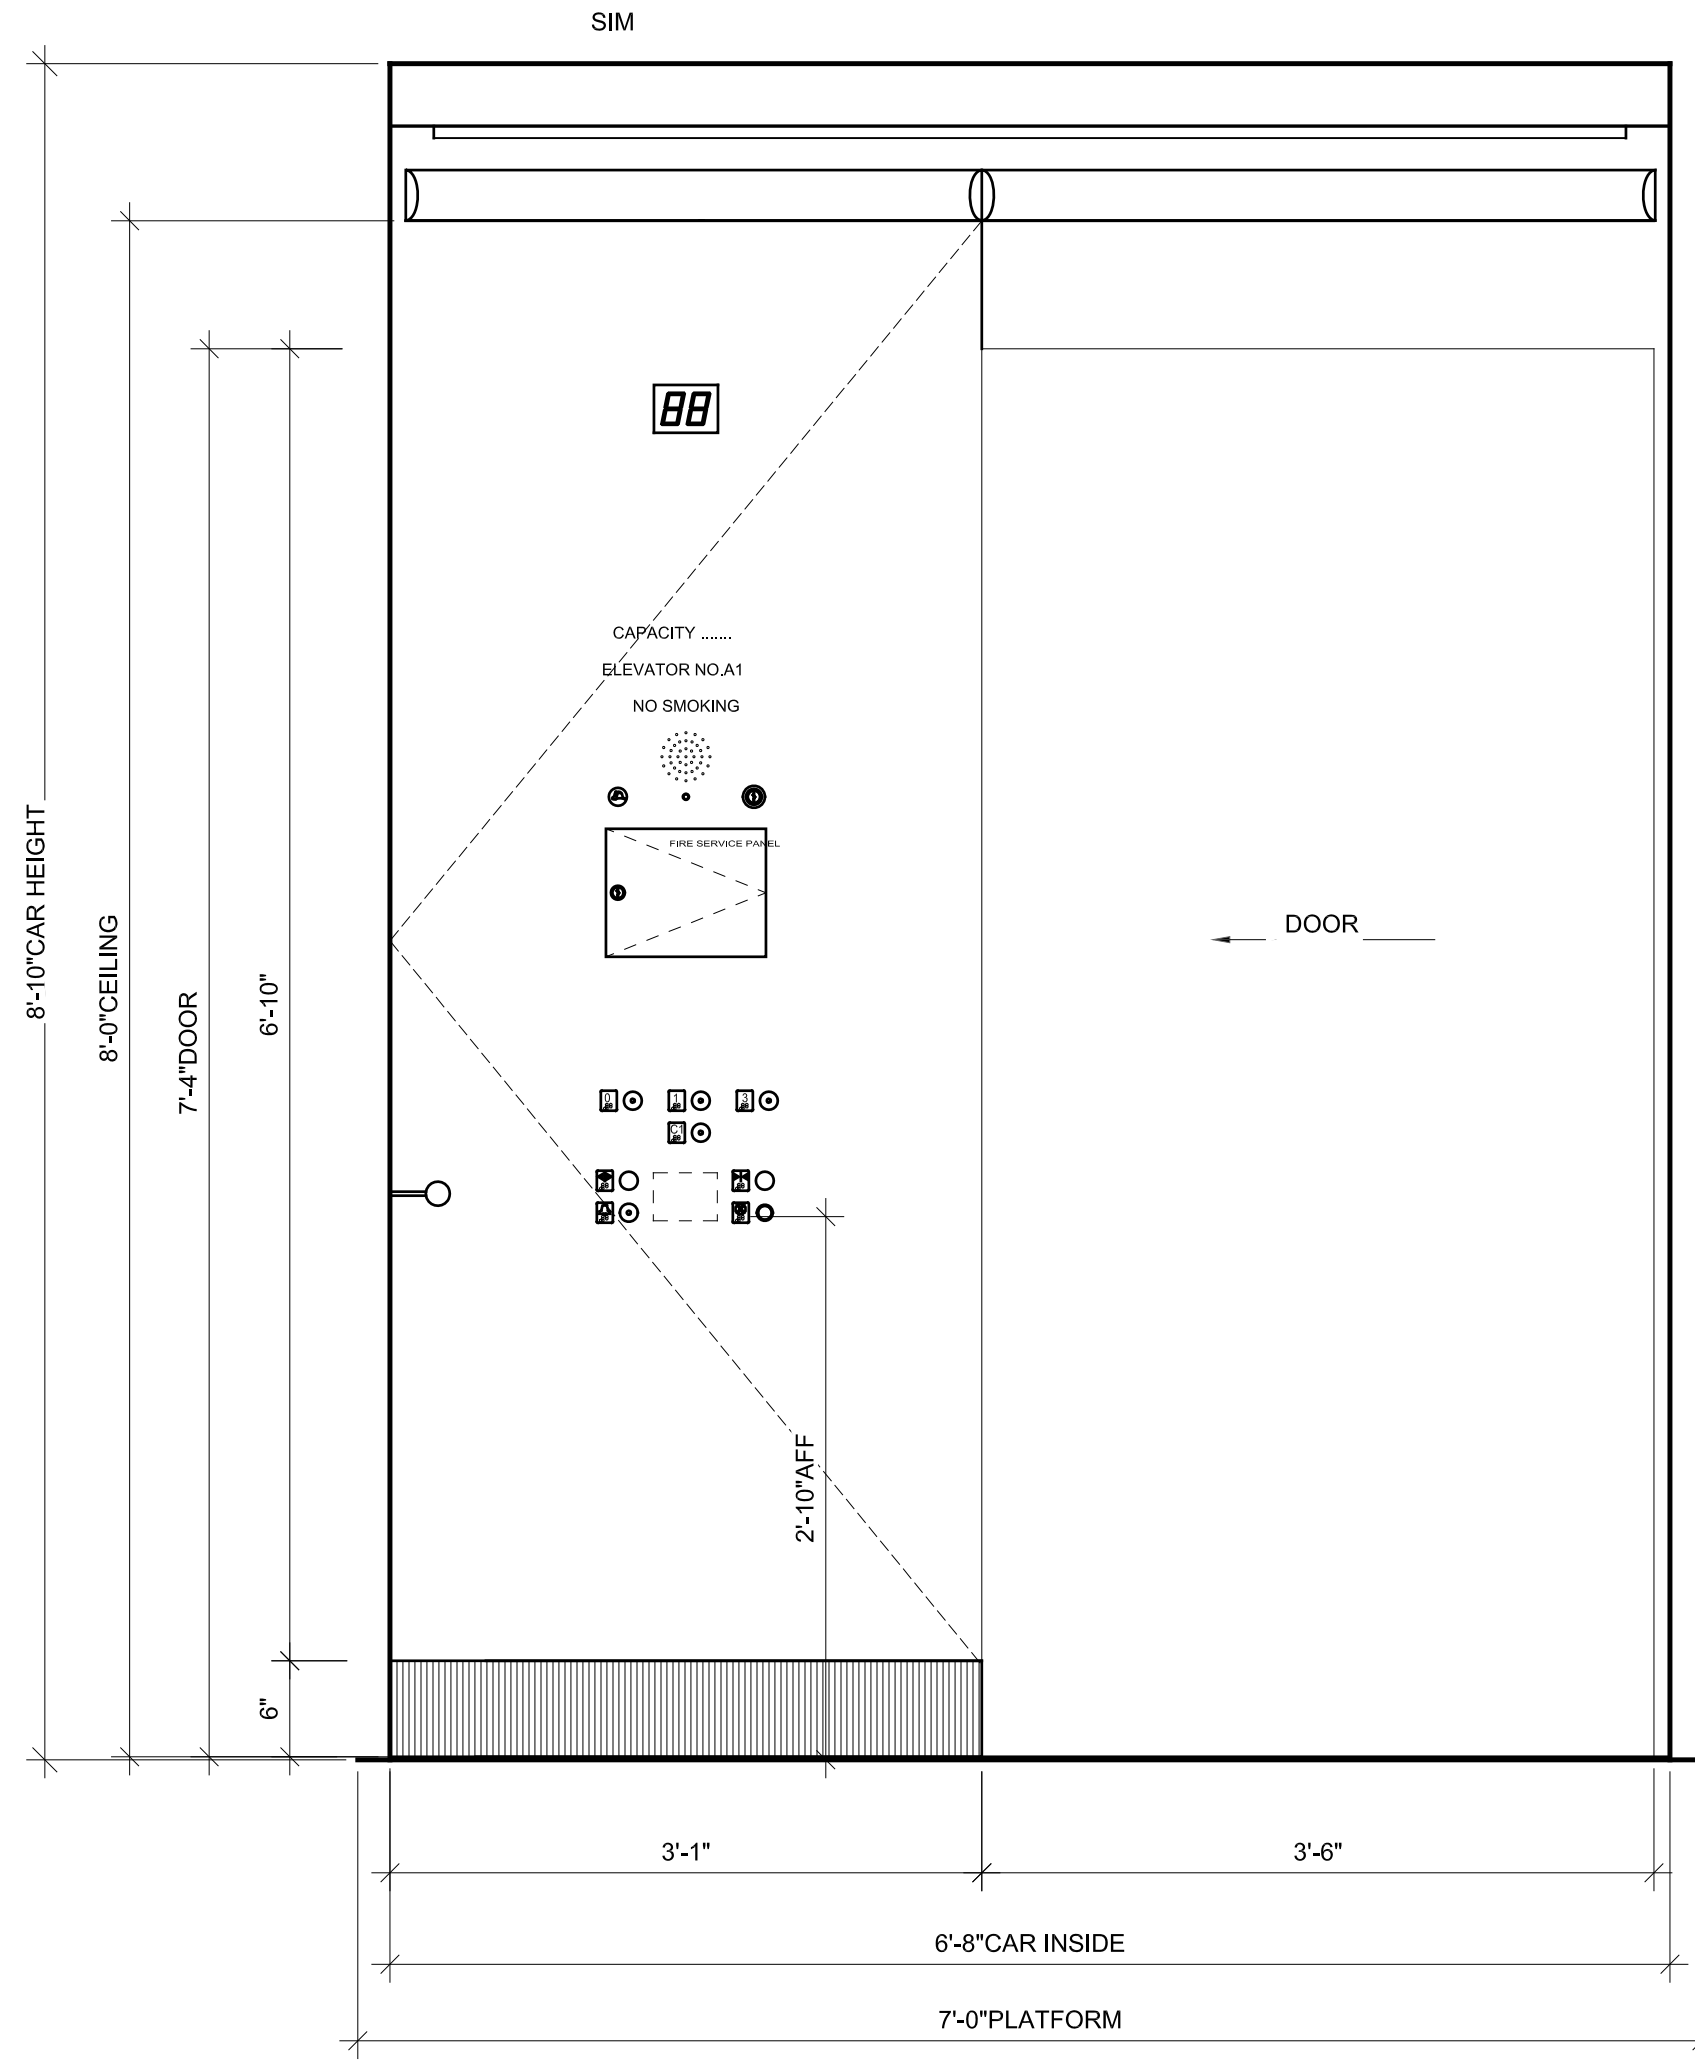 SIM
88
CAPACITY .......
ELEVATOR NO.A1
NO SMOKING
FIRE SERVICE PANEL
8'-10"CAR HEIGHT
8'-0"CEILING
7'-4"DOOR
6'-10"
DOOR
0 1 3
C1
2'-10"AFF
6"
3'-1" 3'-6"
6'-8"CAR INSIDE
7'-0"PLATFORM